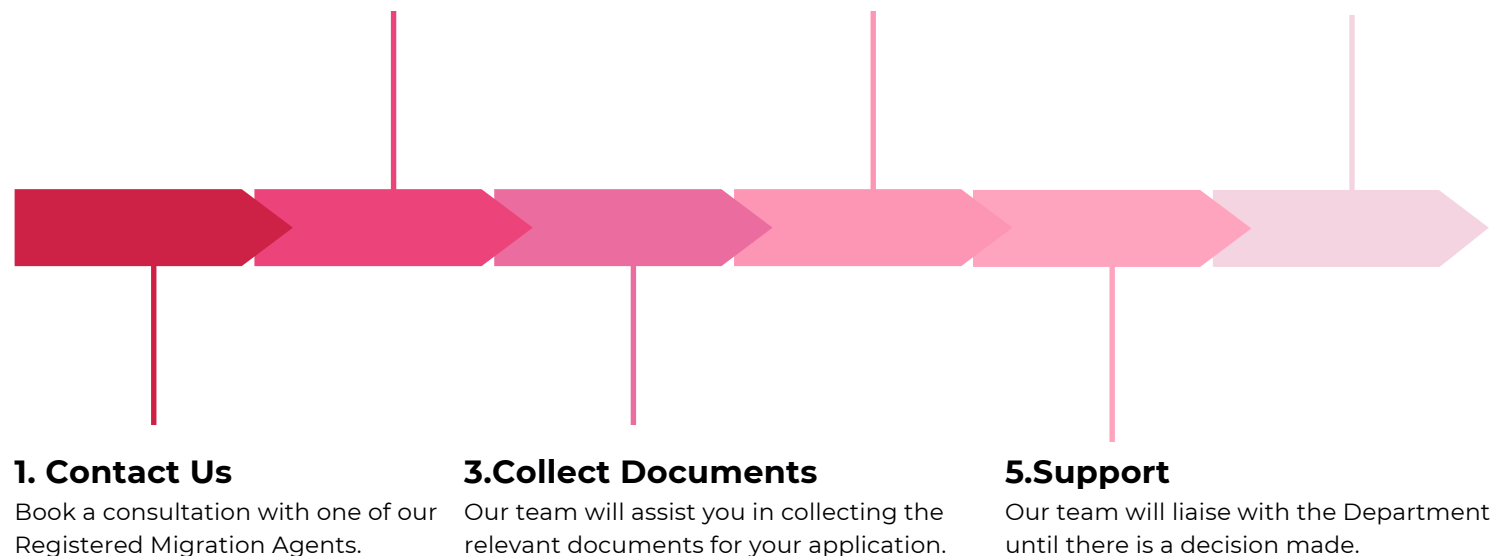 1. Contact Us
Book a consultation with one of our
Registered Migration Agents.
3.Collect Documents
Our team will assist you in collecting the
relevant documents for your application.
5.Support
Our team will liaise with the Department
until there is a decision made.